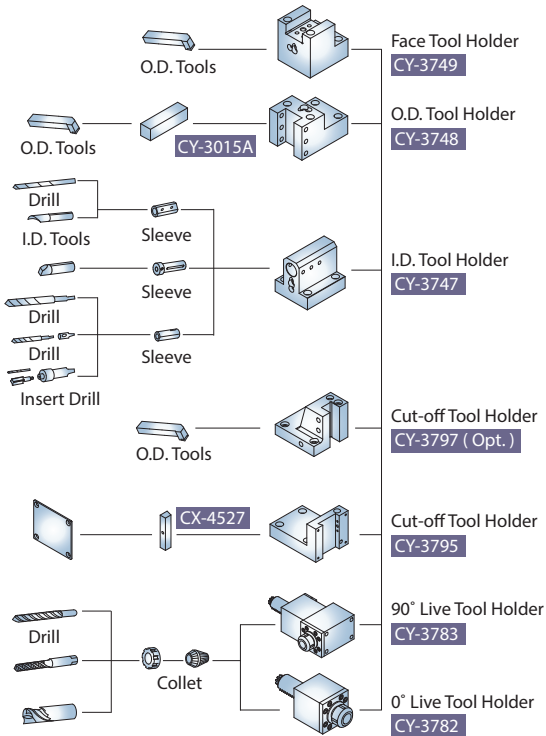 Face Tool Holder
CY-3749
O.D. Tools
O.D. Tool Holder
CY-3748
CY-3015A
O.D. Tools
Drill
I.D. Tools
Sleeve
I.D. Tool Holder
CY-3747
Sleeve
Drill
Drill
Sleeve
Insert Drill
Cut-off Tool Holder
CY-3797 ( Opt. )
O.D. Tools
CX-4527
Cut-off Tool Holder
CY-3795
90° Live Tool Holder
CY-3783
Drill
Collet
0° Live Tool Holder
CY-3782